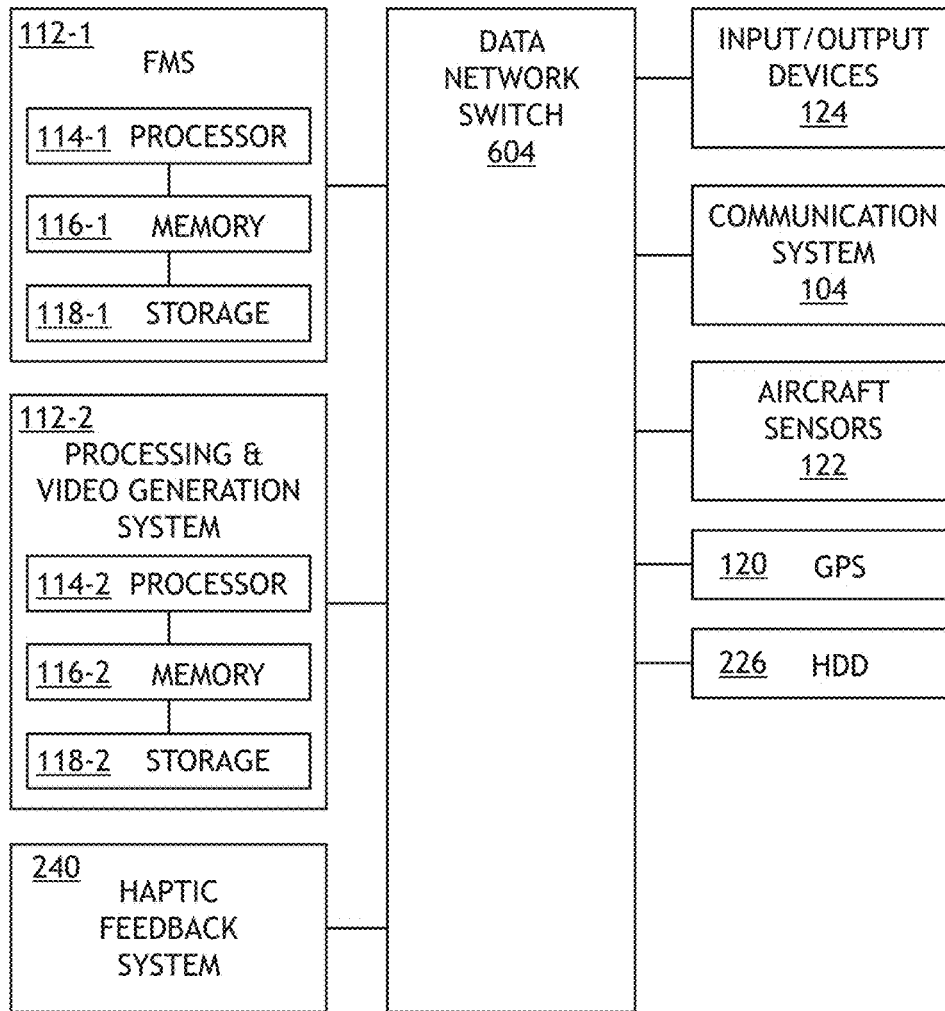 112-1
FMS
114-1 PROCESSOR
116-1 MEMORY
118-1 STORAGE
112-2
PROCESSING &
VIDEO GENERATION
SYSTEM
114-2 PROCESSOR
116-2 MEMORY
118-2 STORAGE
240
HAPTIC
FEEDBACK
SYSTEM
DATA
NETWORK
SWITCH
604
INPUT/OUTPUT
DEVICES
124
COMMUNICATION
SYSTEM
104
AIRCRAFT
SENSORS
122
120 GPS
226 HDD